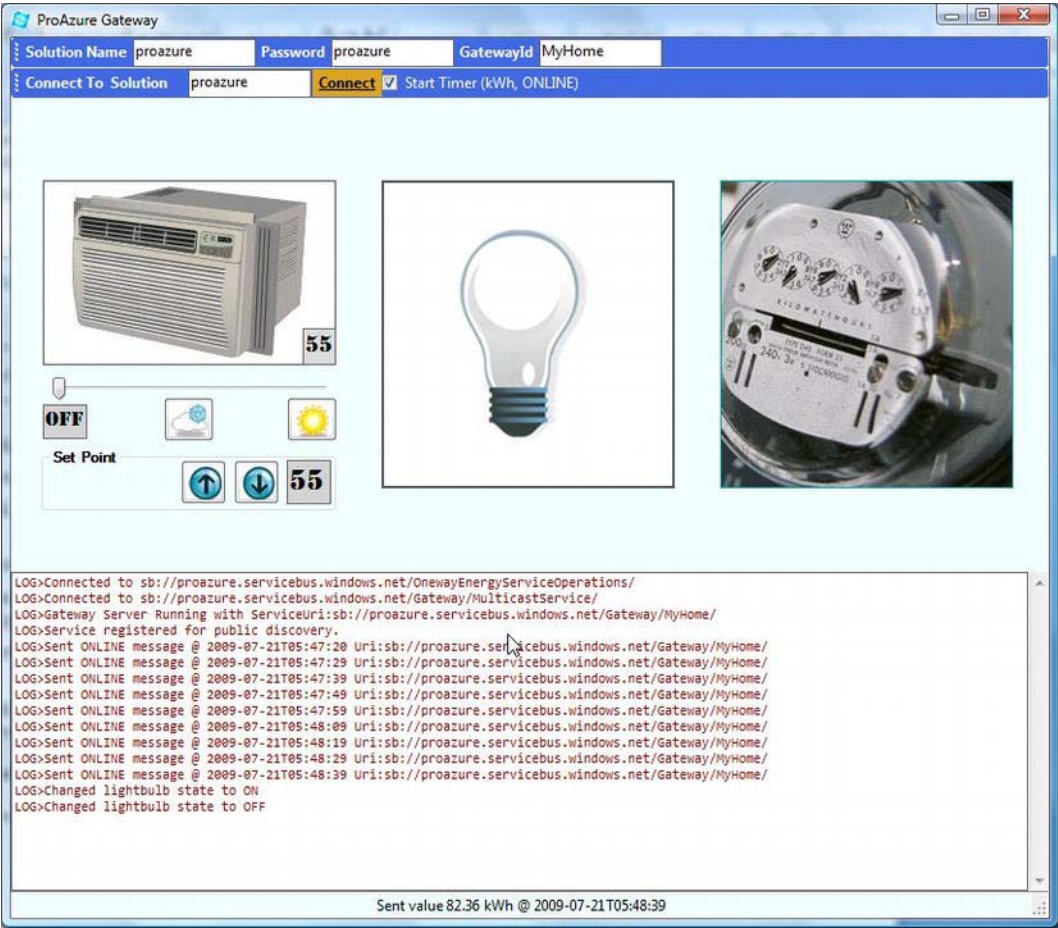 ProAzure Gateway
Solution Name proazure Password proazure GatewayId MyHome
Connect To Solution proazure Connect Start Timer (kWh, ONLINE)
55
OFF
Set Point
55
KILOWATTHOURS
240v 3W
LOG>Connected to sb://proazure.servicebus.windows.net/OnewayEnergyServiceOperations/
LOG>Connected to sb://proazure.servicebus.windows.net/Gateway/MulticastService/
LOG>Gateway Server Running with ServiceUri:sb://proazure.servicebus.windows.net/Gateway/MyHome/
LOG>Service registered for public discovery.
LOG>Sent ONLINE message @ 2009-07-21T05:47:20 Uri:sb://proazure.servicebus.windows.net/Gateway/MyHome/
LOG>Sent ONLINE message @ 2009-07-21T05:47:29 Uri:sb://proazure.servicebus.windows.net/Gateway/MyHome/
LOG>Sent ONLINE message @ 2009-07-21T05:47:39 Uri:sb://proazure.servicebus.windows.net/Gateway/MyHome/
LOG>Sent ONLINE message @ 2009-07-21T05:47:49 Uri:sb://proazure.servicebus.windows.net/Gateway/MyHome/
LOG>Sent ONLINE message @ 2009-07-21T05:47:59 Uri:sb://proazure.servicebus.windows.net/Gateway/MyHome/
LOG>Sent ONLINE message @ 2009-07-21T05:48:09 Uri:sb://proazure.servicebus.windows.net/Gateway/MyHome/
LOG>Sent ONLINE message @ 2009-07-21T05:48:19 Uri:sb://proazure.servicebus.windows.net/Gateway/MyHome/
LOG>Sent ONLINE message @ 2009-07-21T05:48:29 Uri:sb://proazure.servicebus.windows.net/Gateway/MyHome/
LOG>Sent ONLINE message @ 2009-07-21T05:48:39 Uri:sb://proazure.servicebus.windows.net/Gateway/MyHome/
LOG>Changed lightbulb state to ON
LOG>Changed lightbulb state to OFF
Sent value 82.36 kWh @ 2009-07-21T05:48:39